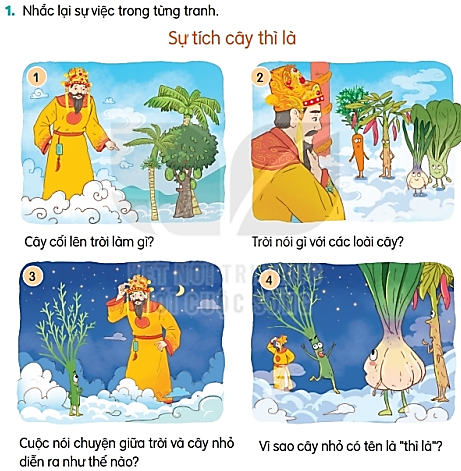 1. Nhắc lại sự việc trong từng tranh.
Sự tích cây thì là
1
2
Cây cối lên trời làm gì?
Trời nói gì với các loài cây?
3
4
Cuộc nói chuyện giữa trời và cây nhỏ
diễn ra như thế nào?
Vì sao cây nhỏ có tên là "thì là"?